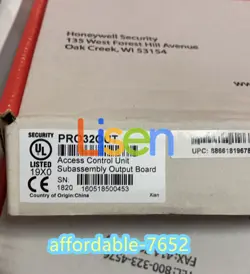 Honeywell Security
135 West Forest Hill Avenue
Oak Creek, WI 53154
Lisen
SECURITY
UL
LISTED
19X0
Access Control Unit
Subassembly Output Board
Country of Origin:China
SN.
1820 160518500453
UPC:
affordable-7652